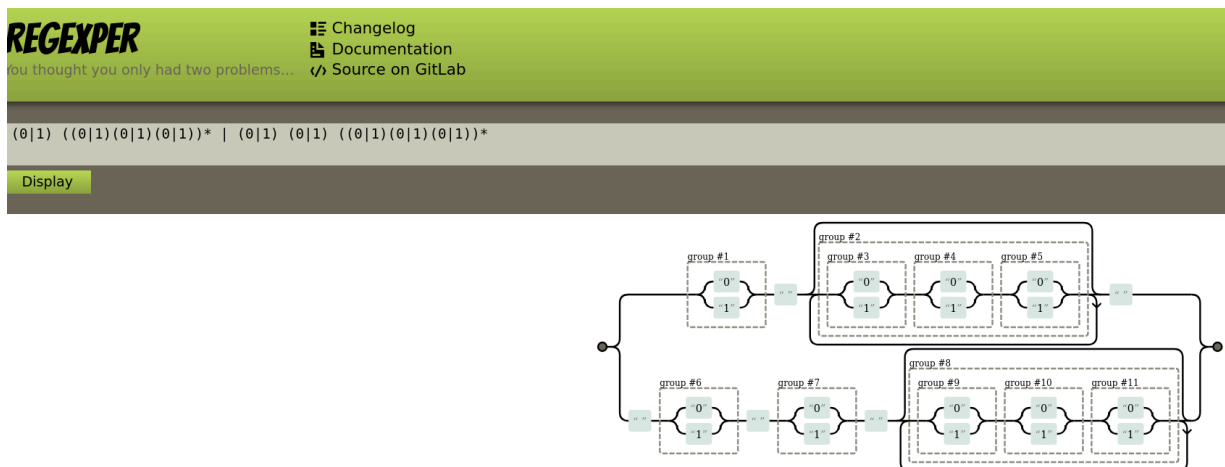 REGEXPER
You thought you only had two problems...
Changelog
Documentation
Source on GitLab
(0|1) ((0|1)(0|1)(0|1))* | (0|1) (0|1) ((0|1)(0|1)(0|1))*
Display
group #2
group #1 group #3 group #4 group #5
“0” “0” “0” “0”
“ ” “ ”
“1” “1” “1” “1”
group #8
group #6 group #7 group #9 group #10 group #11
“0” “0” “0” “0” “0”
“ ” “ ” “ ”
“1” “1” “1” “1” “1”